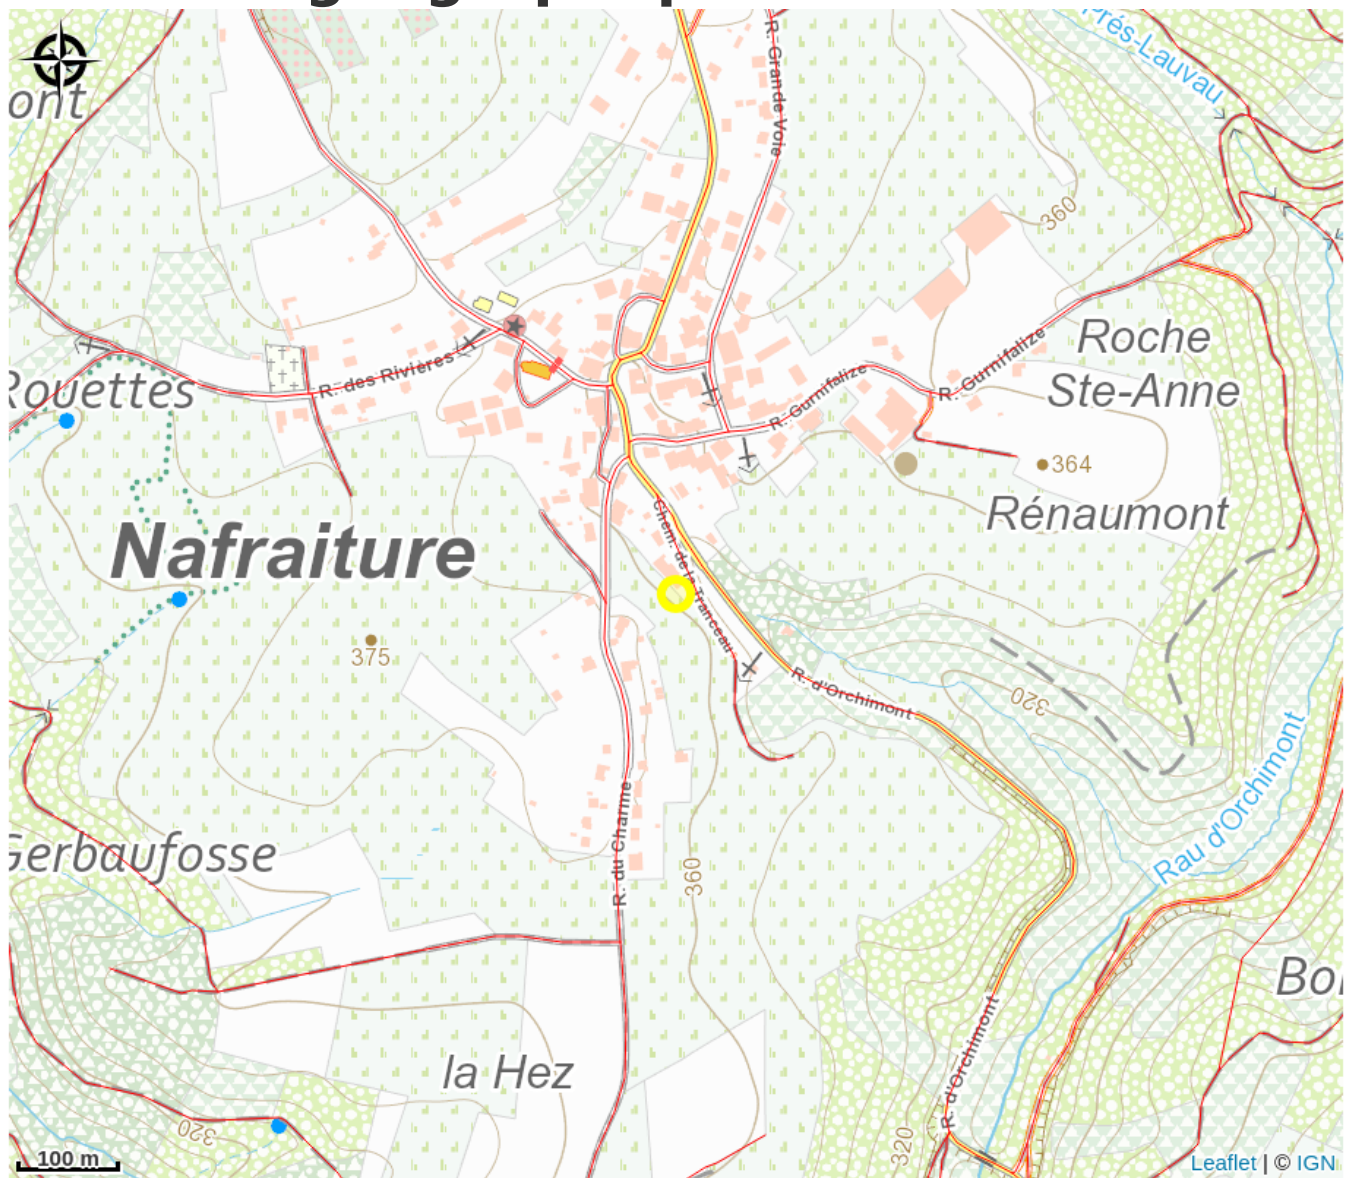 Prés-Lauvau
R. Grande Voie
ont
360
R. des Rivières
R. Gurnifalize
R. Gurnifalize
Roche
Ste-Anne
Rouettes
364
Rénaumont
Nafraiture
Chem. de la Tranceau
375
R. d'Orchimont
320
Rau d'Orchimont
R. du Charme
Gerbaufosse
360
Boi
la Hez
R. d'Orchimont
320
320
100 m
Leaflet | © IGN